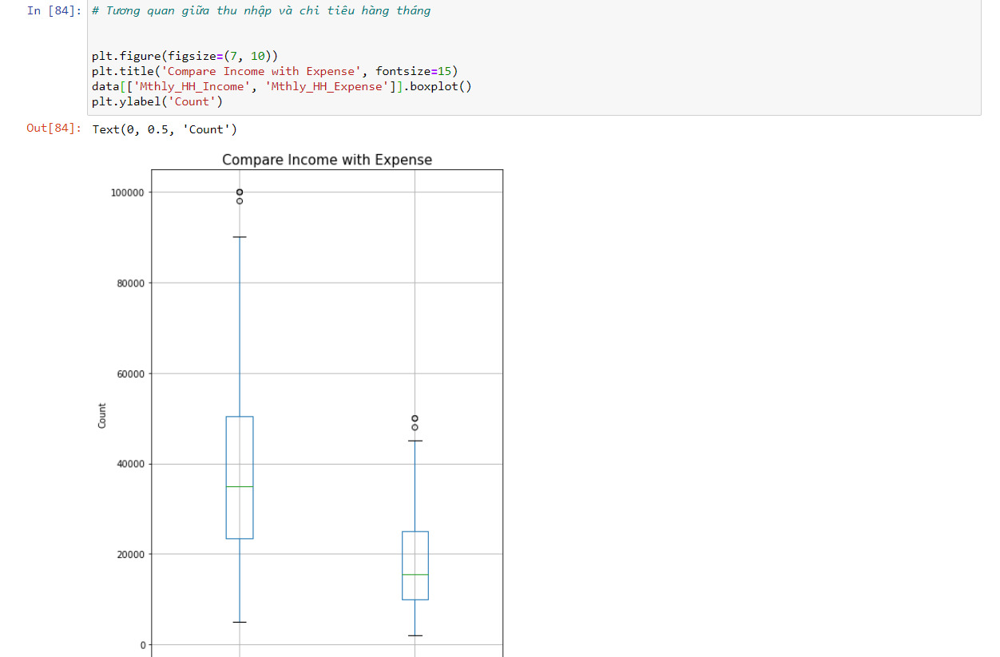 In [84]: # Tương quan giữa thu nhập và chi tiêu hàng tháng
plt.figure(figsize=(7, 10))
plt.title('Compare Income with Expense', fontsize=15)
data[['Mthly_HH_Income', 'Mthly_HH_Expense']].boxplot()
plt.ylabel('Count')
Out[84]: Text(0, 0.5, 'Count')
Compare Income with Expense
100000
80000
60000
Count
40000
20000
0